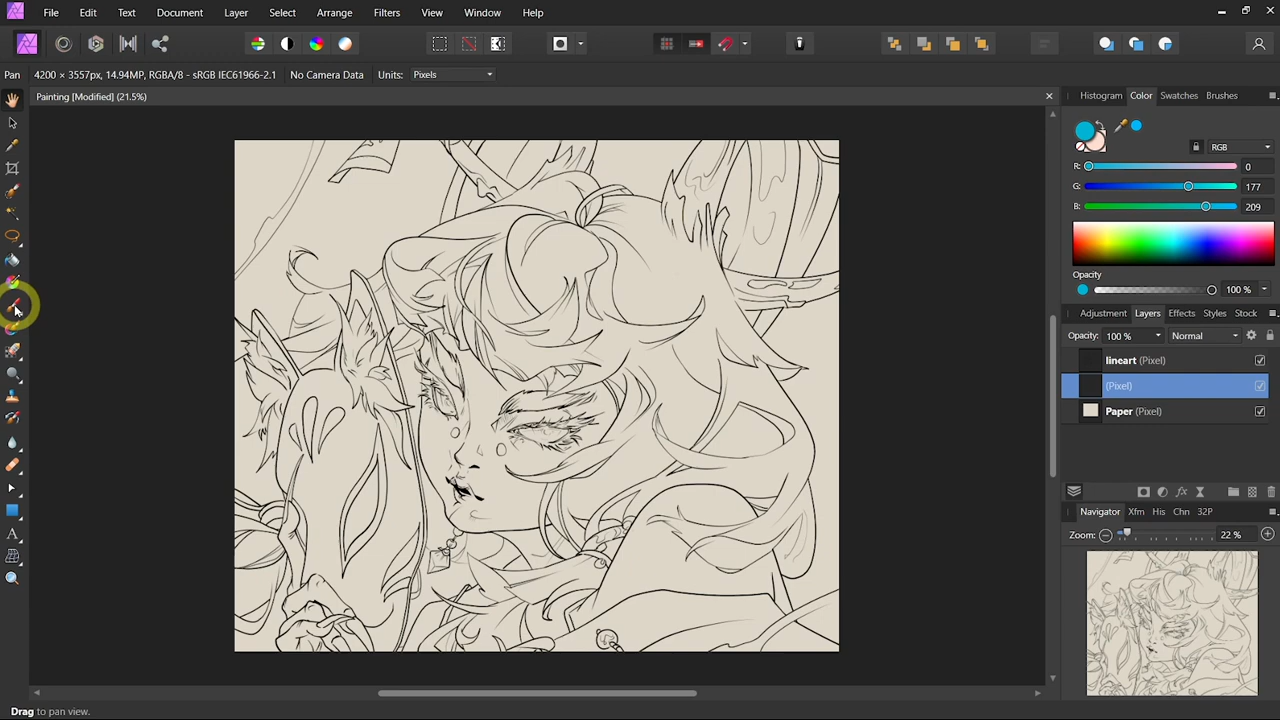 File Edit Text Document Layer Select Arrange Filters View Window Help
Pan 4200 × 3557px, 14.94MP, RGBA/8 - sRGB IEC61966-2.1 No Camera Data Units: Pixels
Painting [Modified] (21.5%)
Histogram Color Swatches Brushes
RGB
R: 0
G: 177
B: 209
Opacity
100 %
Adjustment Layers Effects Styles Stock
Opacity: 100 % Normal
lineart (Pixel)
(Pixel)
Paper (Pixel)
fx
Navigator Xfm His Chn 32P
Zoom: 22 %
A
Drag to pan view.